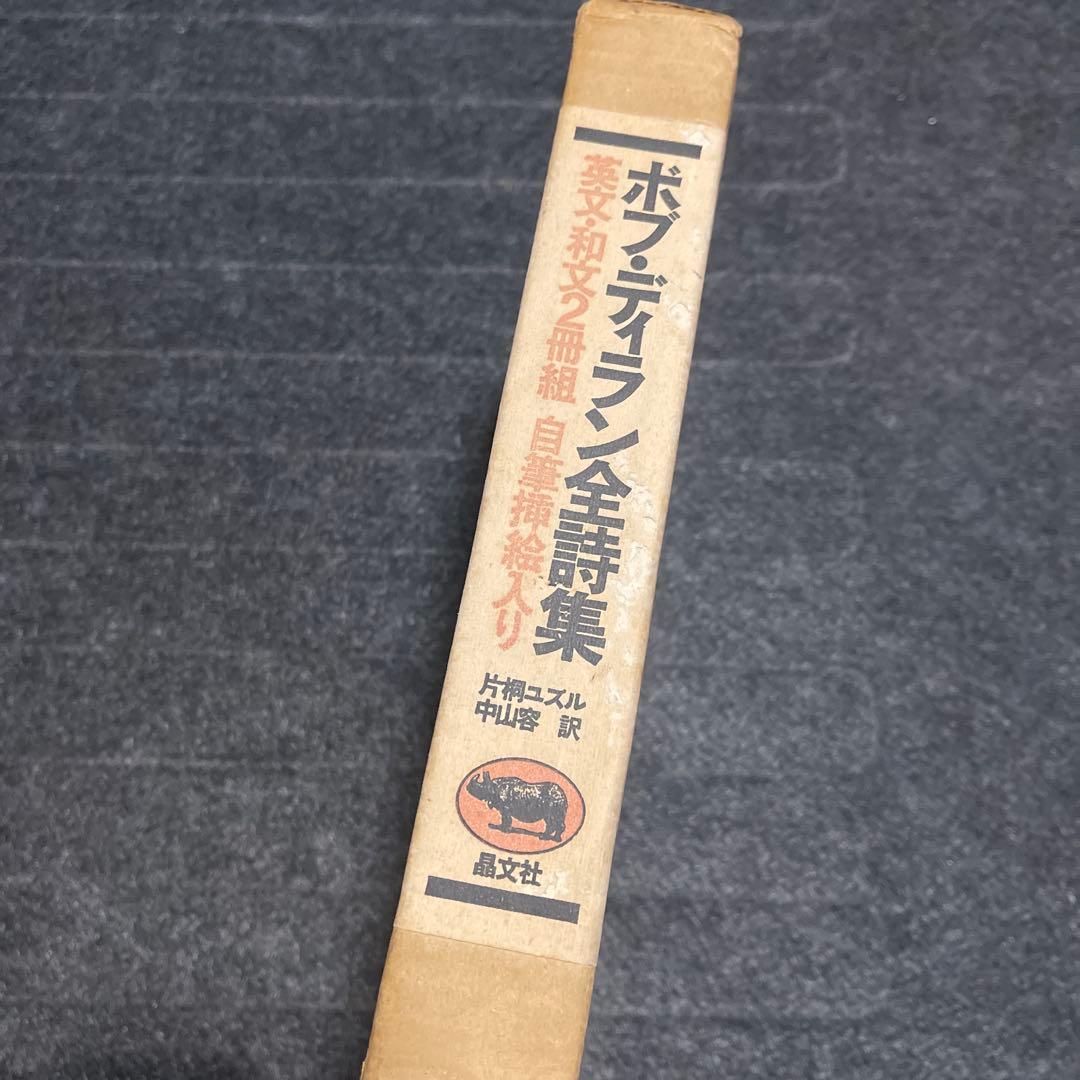 ボブ・ディラン全詩集
英文・和文2冊組 自筆挿絵入り
片桐ユズル
中山容 訳
晶文社